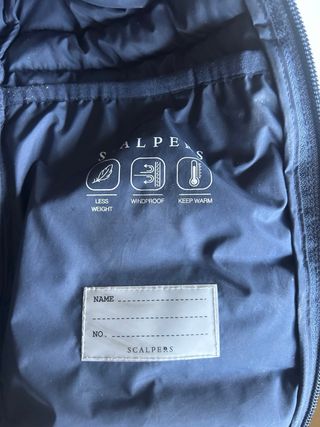 SCALPERS
LESS WEIGHT
WINDPROOF
KEEP WARM
NAME
NO.
SCALPERS